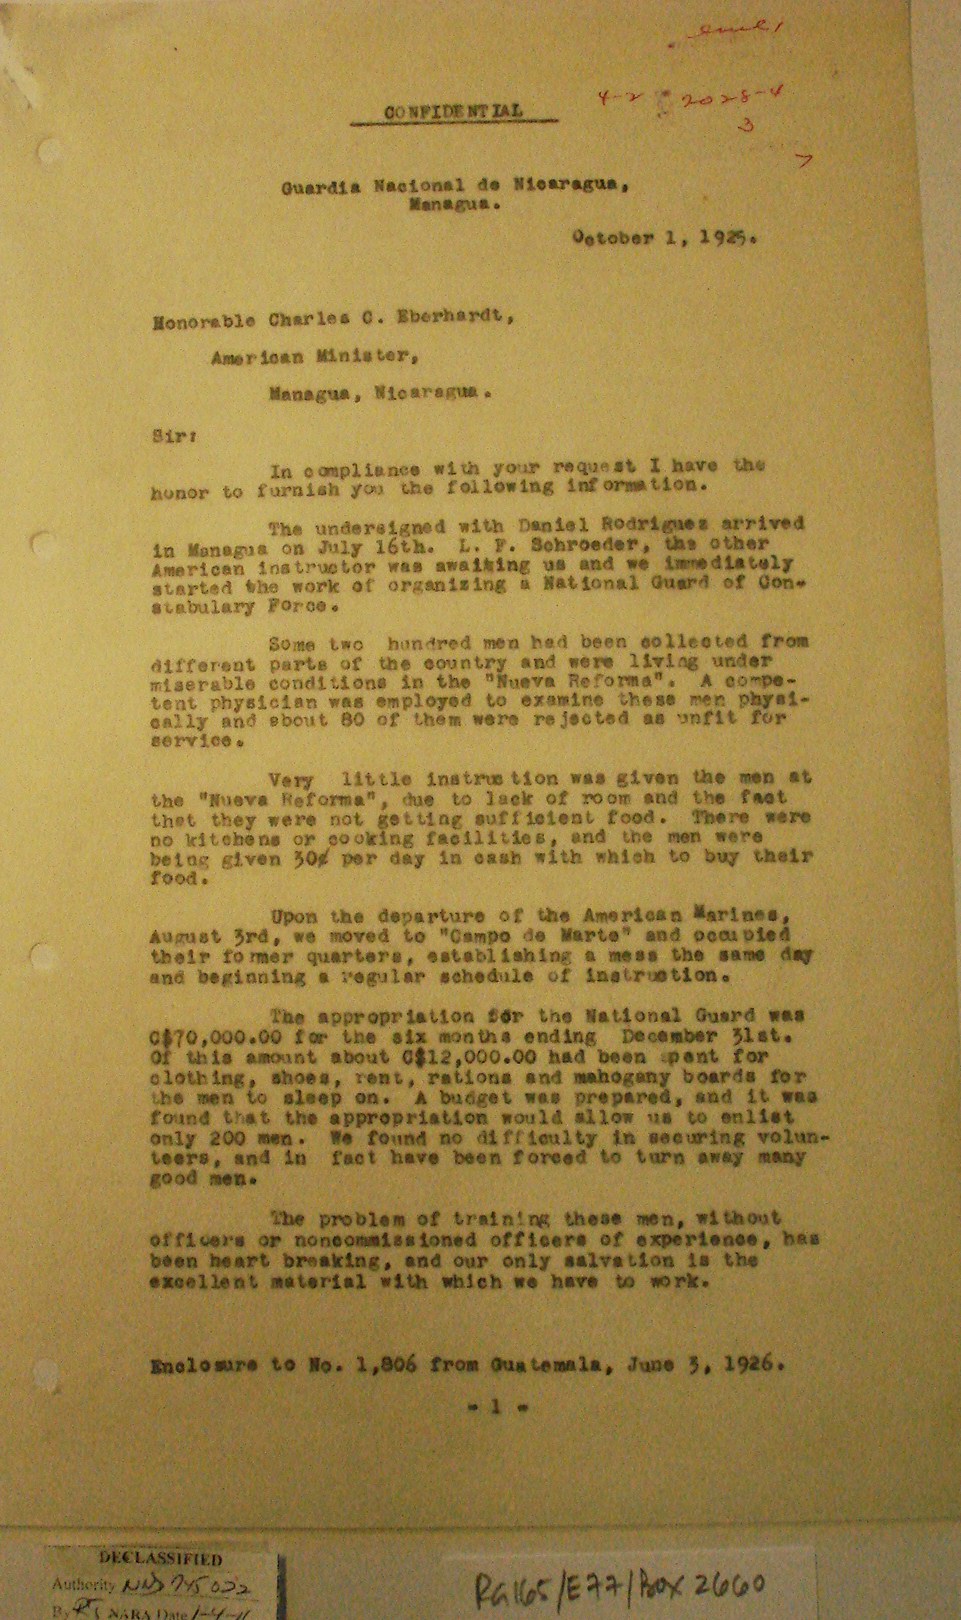 4-2 2028-4
3
7
CONFIDENTIAL
Guardia Nacional de Nicaragua,
Managua.
October 1, 1925.
Honorable Charles C. Eberhardt,
American Minister,
Managua, Nicaragua.
Sir:
In compliance with your request I have the
honor to furnish you the following information.
The undersigned with Daniel Rodriguez arrived
in Managua on July 16th. L. F. Schroeder, the other
American instructor was awaiting us and we immediately
started the work of organizing a National Guard of Con-
stabulary Force.
Some two hundred men had been collected from
different parts of the country and were living under
miserable conditions in the "Nueva Reforma". A compe-
tent physician was employed to examine these men physi-
cally and about 80 of them were rejected as unfit for
service.
Very little instruction was given the men at
the "Nueva Reforma", due to lack of room and the fact
that they were not getting sufficient food. There were
no kitchens or cooking facilities, and the men were
being given 30¢ per day in cash with which to buy their
food.
Upon the departure of the American Marines,
August 3rd, we moved to "Campo de Marte" and occupied
their former quarters, establishing a mess the same day
and beginning a regular schedule of instruction.
The appropriation for the National Guard was
C$70,000.00 for the six months ending December 31st.
Of this amount about C$12,000.00 had been spent for
clothing, shoes, rent, rations and mahogany boards for
the men to sleep on. A budget was prepared, and it was
found that the appropriation would allow us to enlist
only 200 men. We found no difficulty in securing volun-
teers, and in fact have been forced to turn away many
good men.
The problem of training these men, without
officers or noncommissioned officers of experience, has
been heart breaking, and our only salvation is the
excellent material with which we have to work.
Enclosure to No. 1,806 from Guatemala, June 3, 1926.
- 1 -
DECLASSIFIED
Authority NND 745022
By NARA Date 1-4-11
RG165/E77/Box 2660